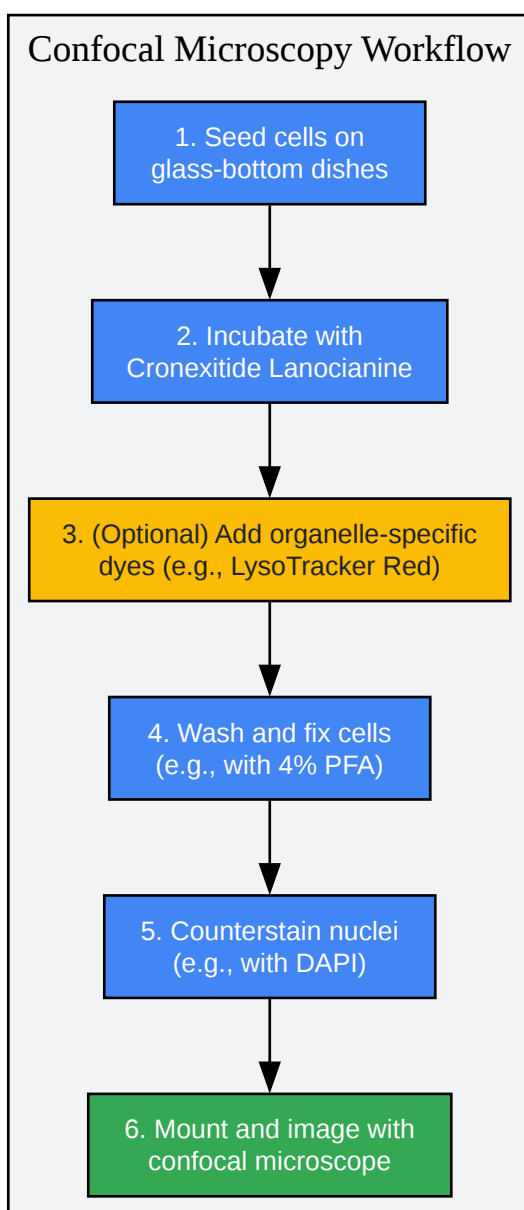 Confocal Microscopy Workflow
1. Seed cells on
glass-bottom dishes
2. Incubate with
Cronexitide Lanocianine
3. (Optional) Add organelle-specific
dyes (e.g., LysoTracker Red)
4. Wash and fix cells
(e.g., with 4% PFA)
5. Counterstain nuclei
(e.g., with DAPI)
6. Mount and image with
confocal microscope